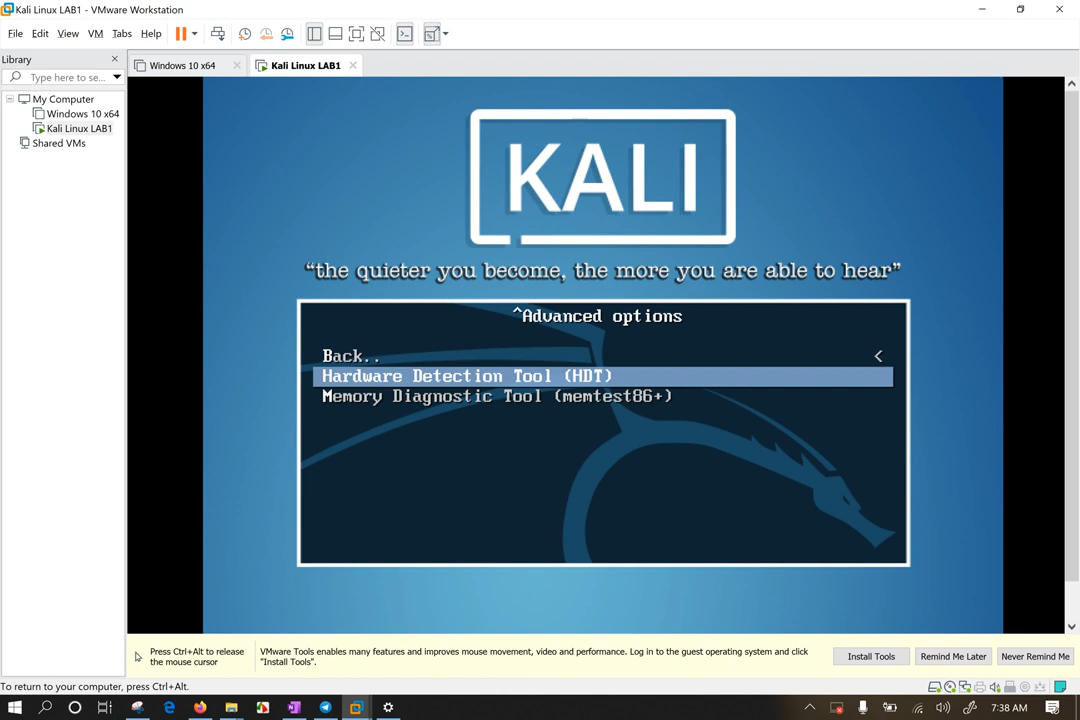 Kali Linux LAB1 - VMware Workstation
File Edit View VM Tabs Help
Library
Type here to se...
My Computer
Windows 10 x64
Kali Linux LAB1
Shared VMs
Windows 10 x64
Kali Linux LAB1
KALI
“the quieter you become, the more you are able to hear”
^Advanced options
Back.. <
Hardware Detection Tool (HDT)
Memory Diagnostic Tool (memtest86+)
Press Ctrl+Alt to release
the mouse cursor
VMware Tools enables many features and improves mouse movement, video and performance. Log in to the guest operating system and click
"Install Tools".
Install Tools
Remind Me Later
Never Remind Me
To return to your computer, press Ctrl+Alt.
7:38 AM